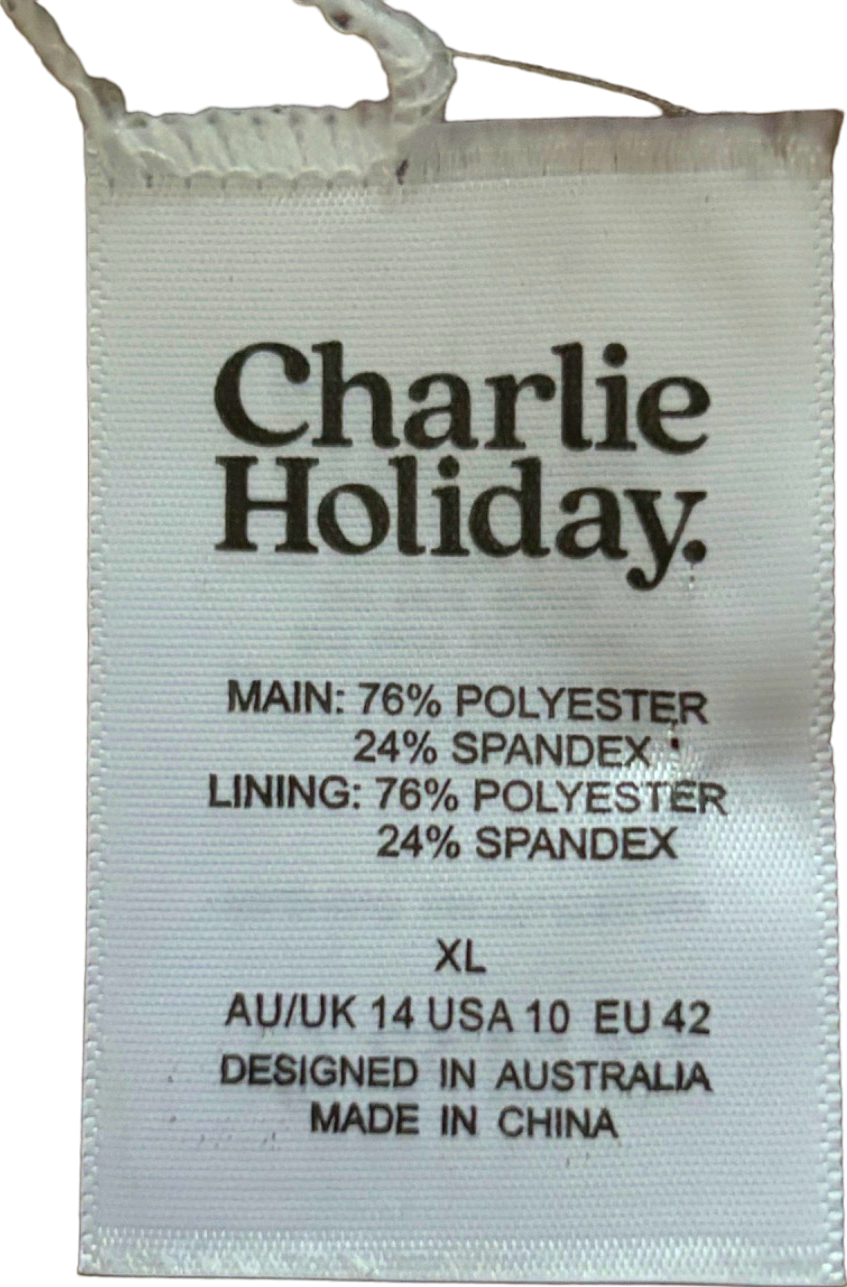 Charlie
Holiday.
MAIN: 76% POLYESTER
24% SPANDEX
LINING: 76% POLYESTER
24% SPANDEX
XL
AU/UK 14 USA 10 EU 42
DESIGNED IN AUSTRALIA
MADE IN CHINA